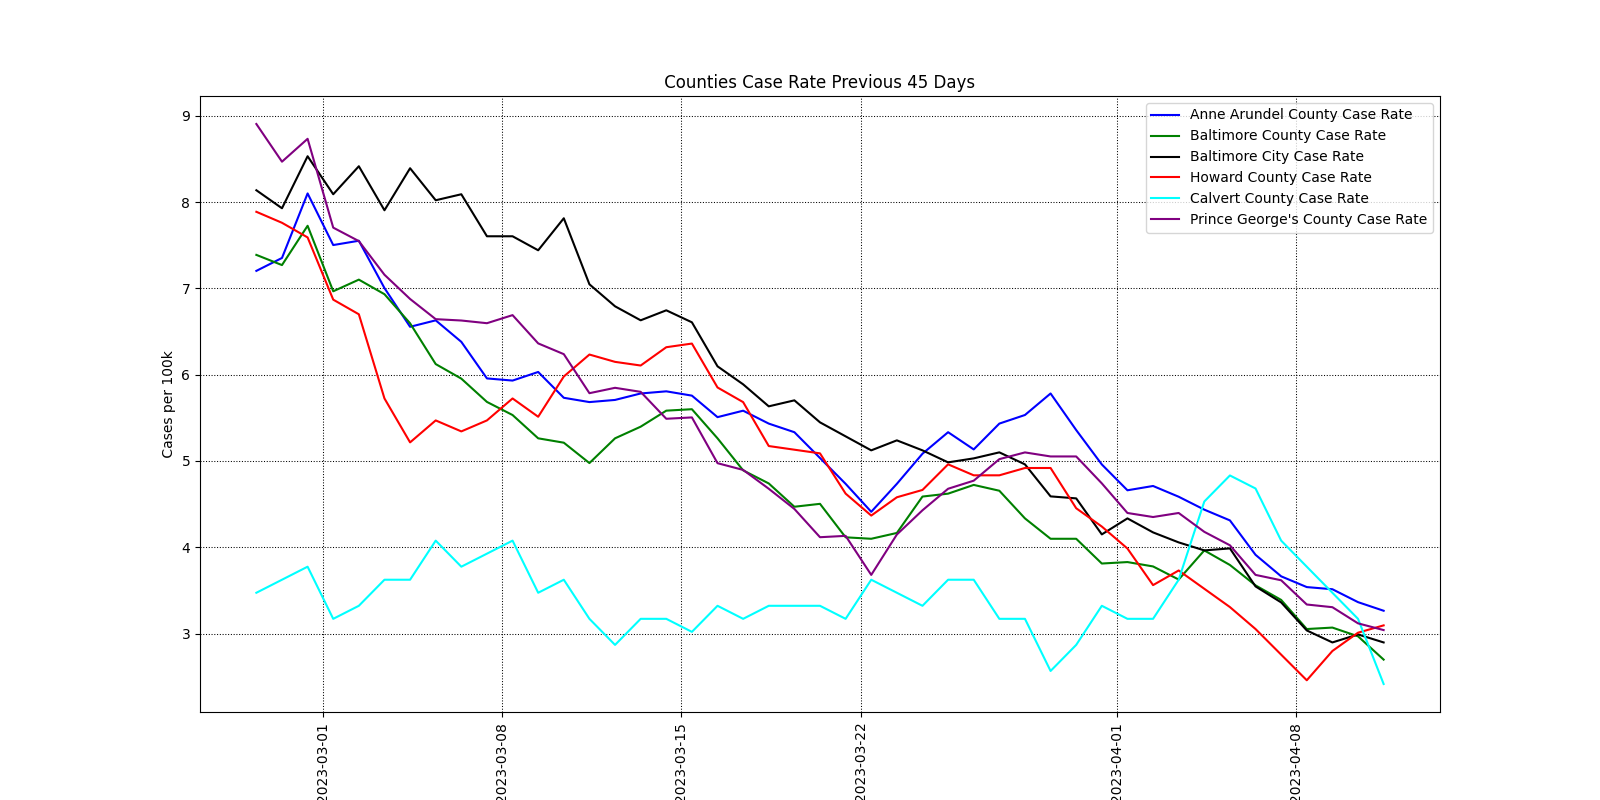 Counties Case Rate Previous 45 Days
Cases per 100k
9
8
7
6
5
4
3
Anne Arundel County Case Rate
Baltimore County Case Rate
Baltimore City Case Rate
Howard County Case Rate
Calvert County Case Rate
Prince George's County Case Rate
2023-03-01
2023-03-08
2023-03-15
2023-03-22
2023-04-01
2023-04-08